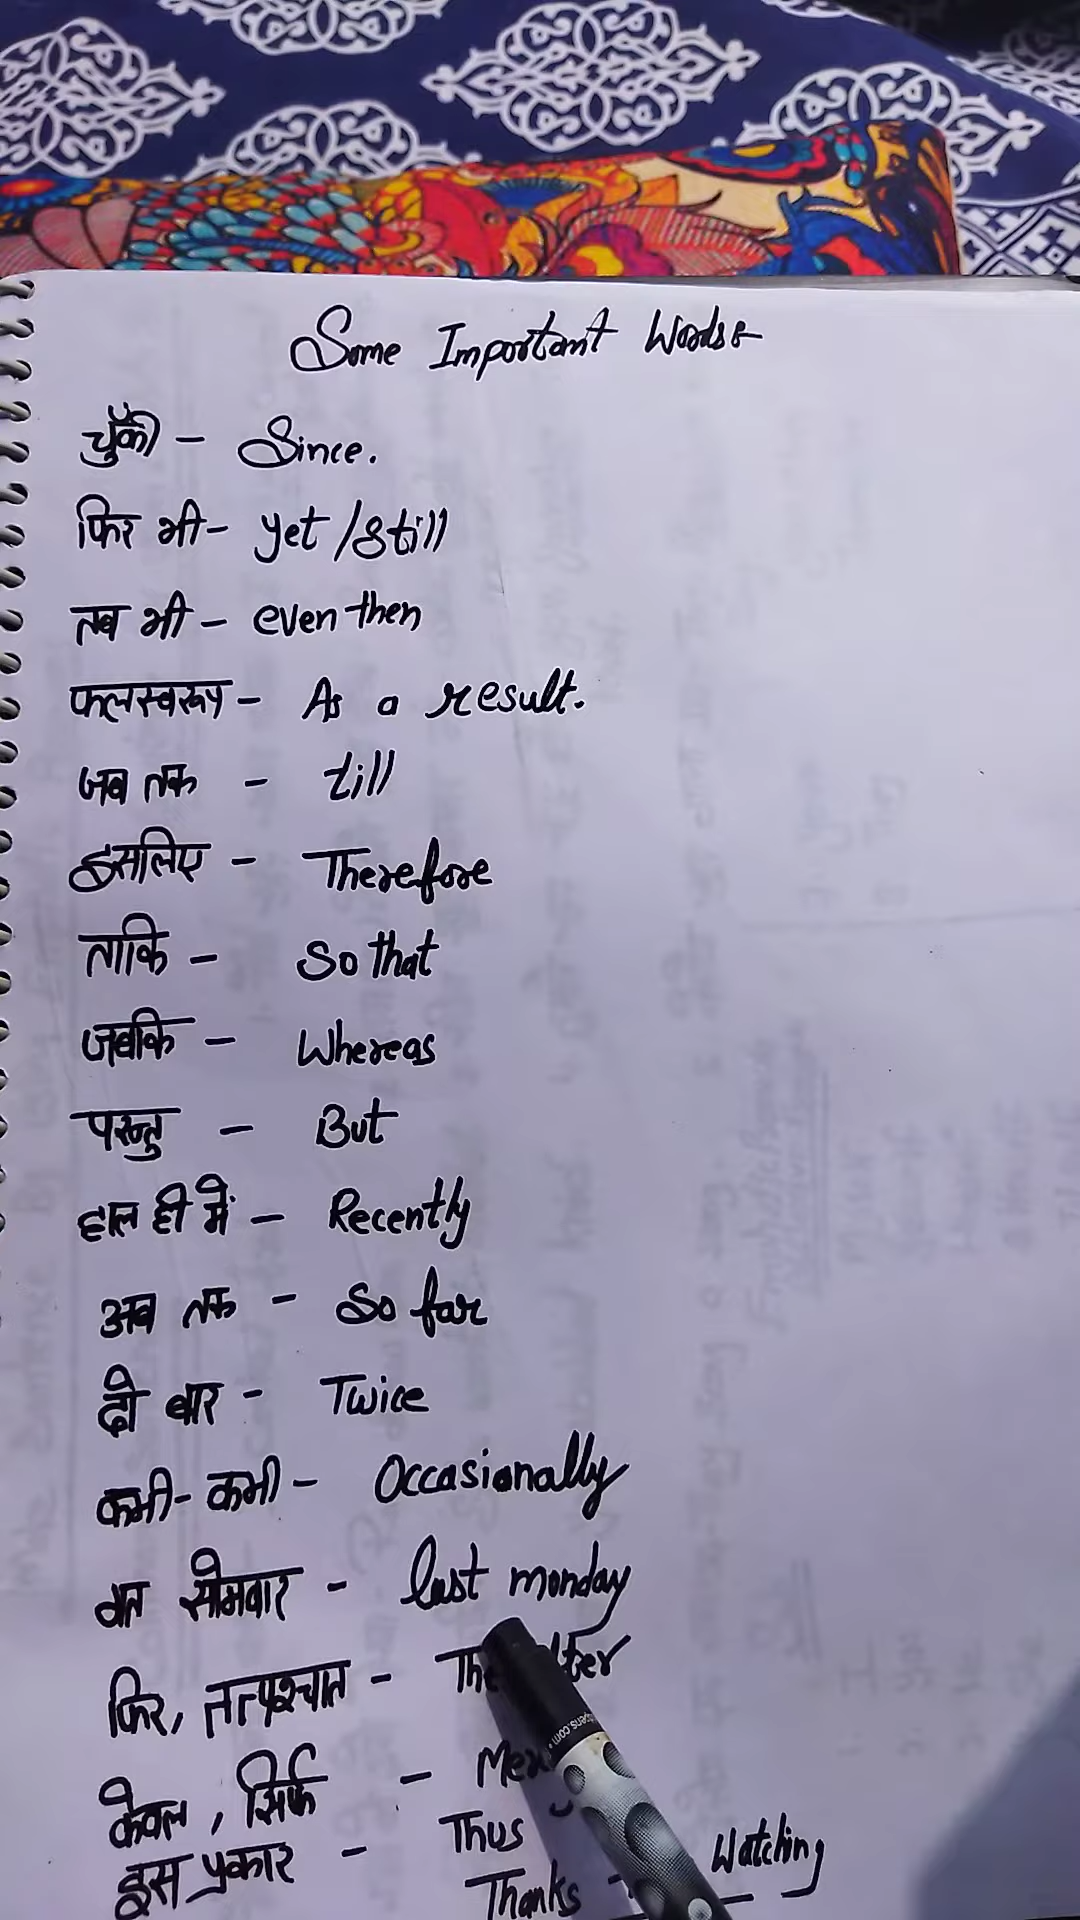 Some Important Words
चुँकी - Since.
फिर भी - yet / still
तब भी - even then
फलस्वरूप - As a result.
जब तक - till
इसलिए - Therefore
ताकि - So that
जबकि - Whereas
परन्तु - But
हाल ही में - Recently
अब तक - So far
दो बार - Twice
कभी-कभी - Occasionally
गत सोमवार - last monday
फिर, तत्पश्चात -
केवल, सिर्फ -
इस प्रकार - Thus
Thanks Watching